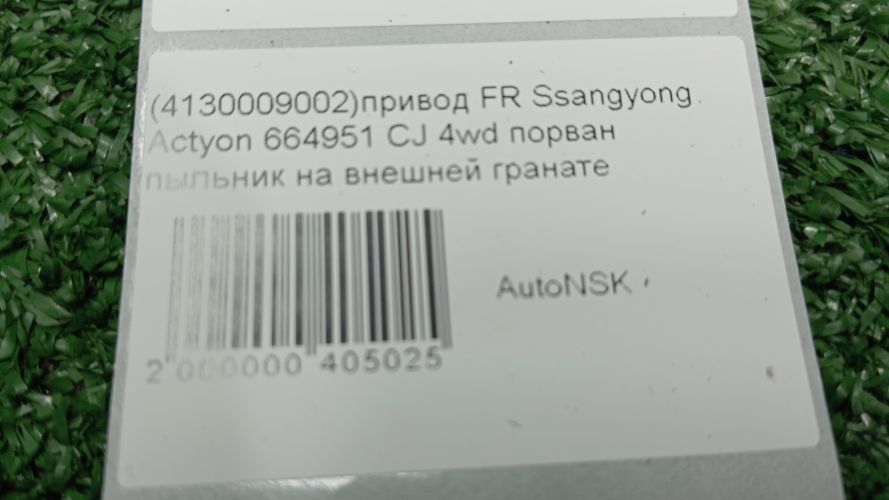 (4130009002)привод FR Ssangyong
Actyon 664951 CJ 4wd порван
пыльник на внешней гранате
AutoNSK
2 000000 405025